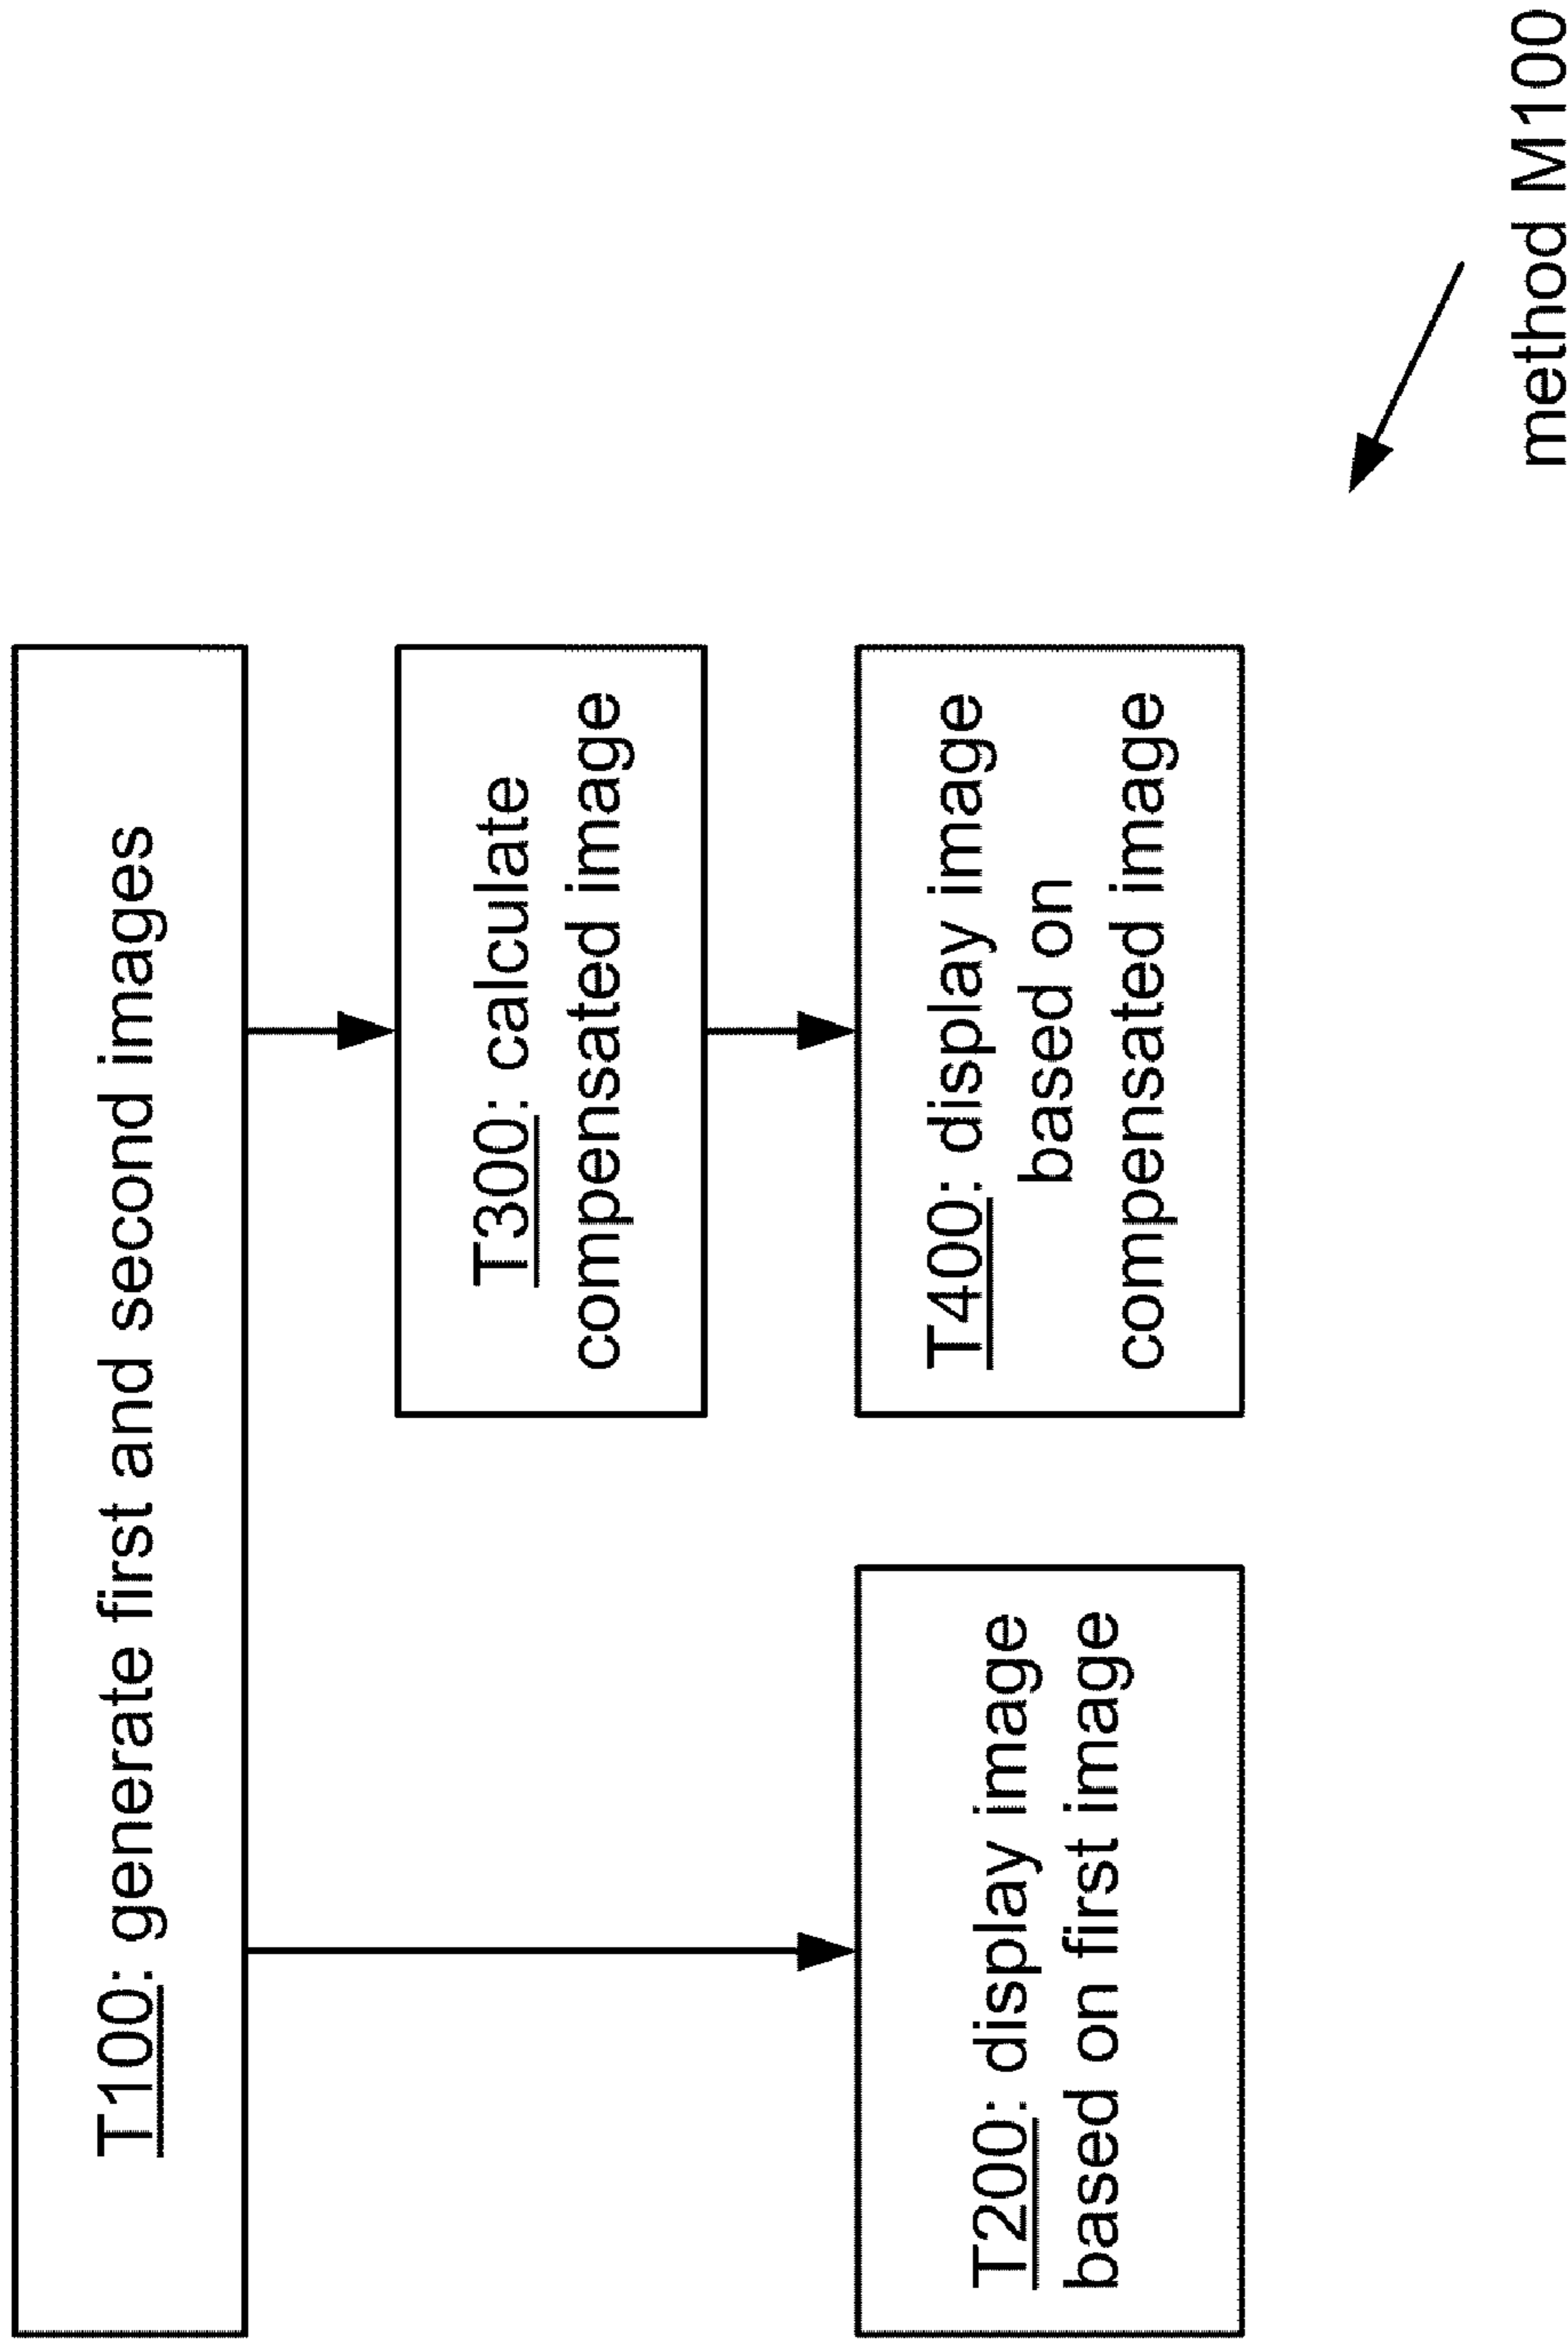 T100: generate first and second images
T300: calculate
compensated image
T200: display image
based on first image
T400: display image
based on
compensated image
method M100